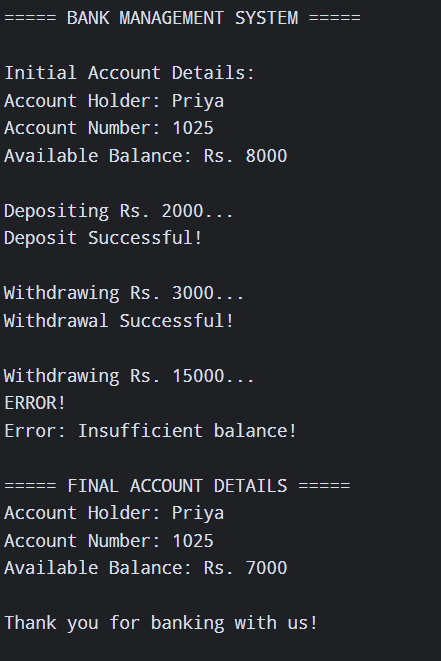 ===== BANK MANAGEMENT SYSTEM =====
Initial Account Details:
Account Holder: Priya
Account Number: 1025
Available Balance: Rs. 8000
Depositing Rs. 2000...
Deposit Successful!
Withdrawing Rs. 3000...
Withdrawal Successful!
Withdrawing Rs. 15000...
ERROR!
Error: Insufficient balance!
===== FINAL ACCOUNT DETAILS =====
Account Holder: Priya
Account Number: 1025
Available Balance: Rs. 7000
Thank you for banking with us!